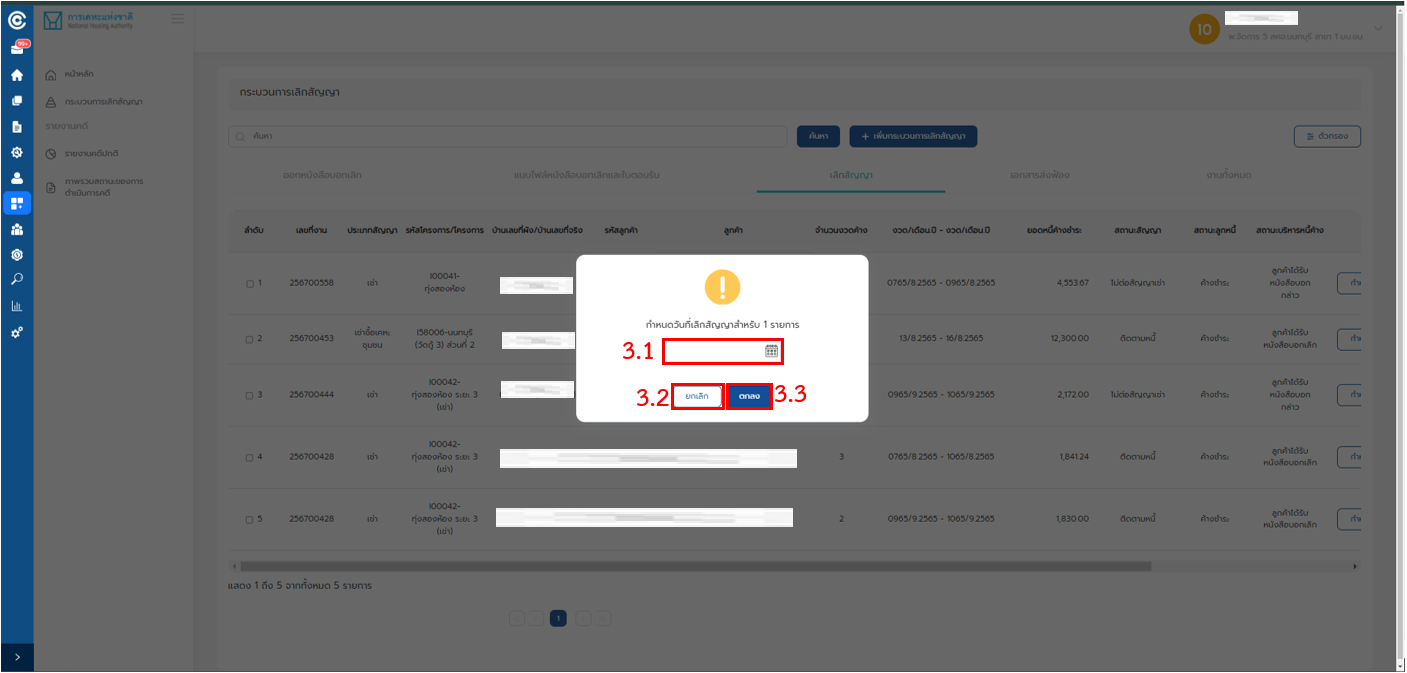 การเคหะแห่งชาติ
National Housing Authority
99+
IO
พ.จัดการ 5 สคจ.นนทบุรี สาขา 1 นน.ขบ.
หน้าหลัก
กระบวนการเลิกสัญญา
รายงานคดี
รายงานคดีปกติ
ภาพรวมสถานะของการ
ดำเนินการคดี
กระบวนการเลิกสัญญา
ค้นหา
ค้นหา
+ เพิ่มกระบวนการเลิกสัญญา
ตัวกรอง
ออกหนังสือบอกเลิก แนบไฟล์หนังสือบอกเลิกและใบตอบรับ เลิกสัญญา เอกสารส่งฟ้อง งานทั้งหมด
ลำดับ เลขที่งาน ประเภทสัญญา รหัสโครงการ/โครงการ บ้านเลขที่ผัง/บ้านเลขที่จริง รหัสลูกค้า ลูกค้า จำนวนงวดค้าง งวด/เดือน.ปี - งวด/เดือน.ปี ยอดหนี้ค้างชำระ สถานะสัญญา สถานะลูกหนี้ สถานะบริหารหนี้ค้าง
1 256700558 เช่า I00041-
ทุ่งสองห้อง 0765/8.2565 - 0965/8.2565 4,553.67 ไม่ต่อสัญญาเช่า ค้างชำระ ลูกค้าได้รับ
หนังสือบอก
กล่าว
2 256700453 เช่าซื้อเคหะ
ชุมชน I58006-นนทบุรี
(วัดกู้ 3) ส่วนที่ 2 13/8.2565 - 16/8.2565 12,300.00 ติดตามหนี้ ค้างชำระ ลูกค้าได้รับ
หนังสือบอกเลิก
3 256700444 เช่า I00042-
ทุ่งสองห้อง ระยะ 3
(เช่า) 0965/9.2565 - 1065/9.2565 2,172.00 ไม่ต่อสัญญาเช่า ค้างชำระ ลูกค้าได้รับ
หนังสือบอก
กล่าว
4 256700428 เช่า I00042-
ทุ่งสองห้อง ระยะ 3
(เช่า) 3 0765/8.2565 - 1065/8.2565 1,841.24 ติดตามหนี้ ค้างชำระ ลูกค้าได้รับ
หนังสือบอกเลิก
5 256700428 เช่า I00042-
ทุ่งสองห้อง ระยะ 3
(เช่า) 2 0965/9.2565 - 1065/9.2565 1,830.00 ติดตามหนี้ ค้างชำระ ลูกค้าได้รับ
หนังสือบอกเลิก
กำหนดวันที่เลิกสัญญาสำหรับ 1 รายการ
3.1
3.2 ยกเลิก ตกลง 3.3
แสดง 1 ถึง 5 จากทั้งหมด 5 รายการ
1